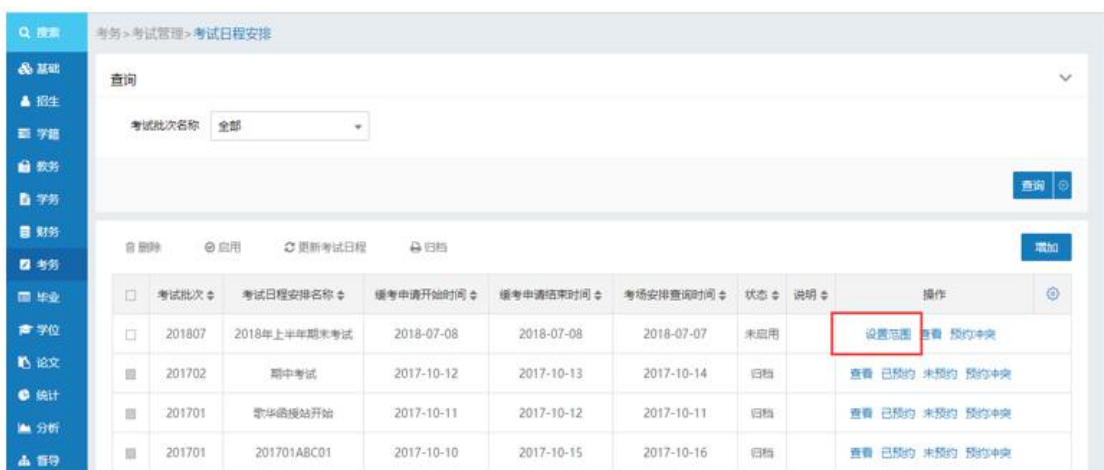 搜索
考务>考试管理>考试日程安排
基础
招生
学籍
教务
学务
财务
考务
毕业
学位
论文
统计
分析
督导
查询
考试批次名称 全部
查询
删除 启用 更新考试日程 归档 增加
考试批次 考试日程安排名称 缓考申请开始时间 缓考申请结束时间 考场安排查询时间 状态 说明 操作
201807 2018年上半年期末考试 2018-07-08 2018-07-08 2018-07-07 未启用 设置范围 查看 预约冲突
201702 期中考试 2017-10-12 2017-10-13 2017-10-14 归档 查看 已预约 未预约 预约冲突
201701 歌华函授站开始 2017-10-11 2017-10-12 2017-10-11 归档 查看 已预约 未预约 预约冲突
201701 201701ABC01 2017-10-10 2017-10-15 2017-10-16 归档 查看 已预约 未预约 预约冲突